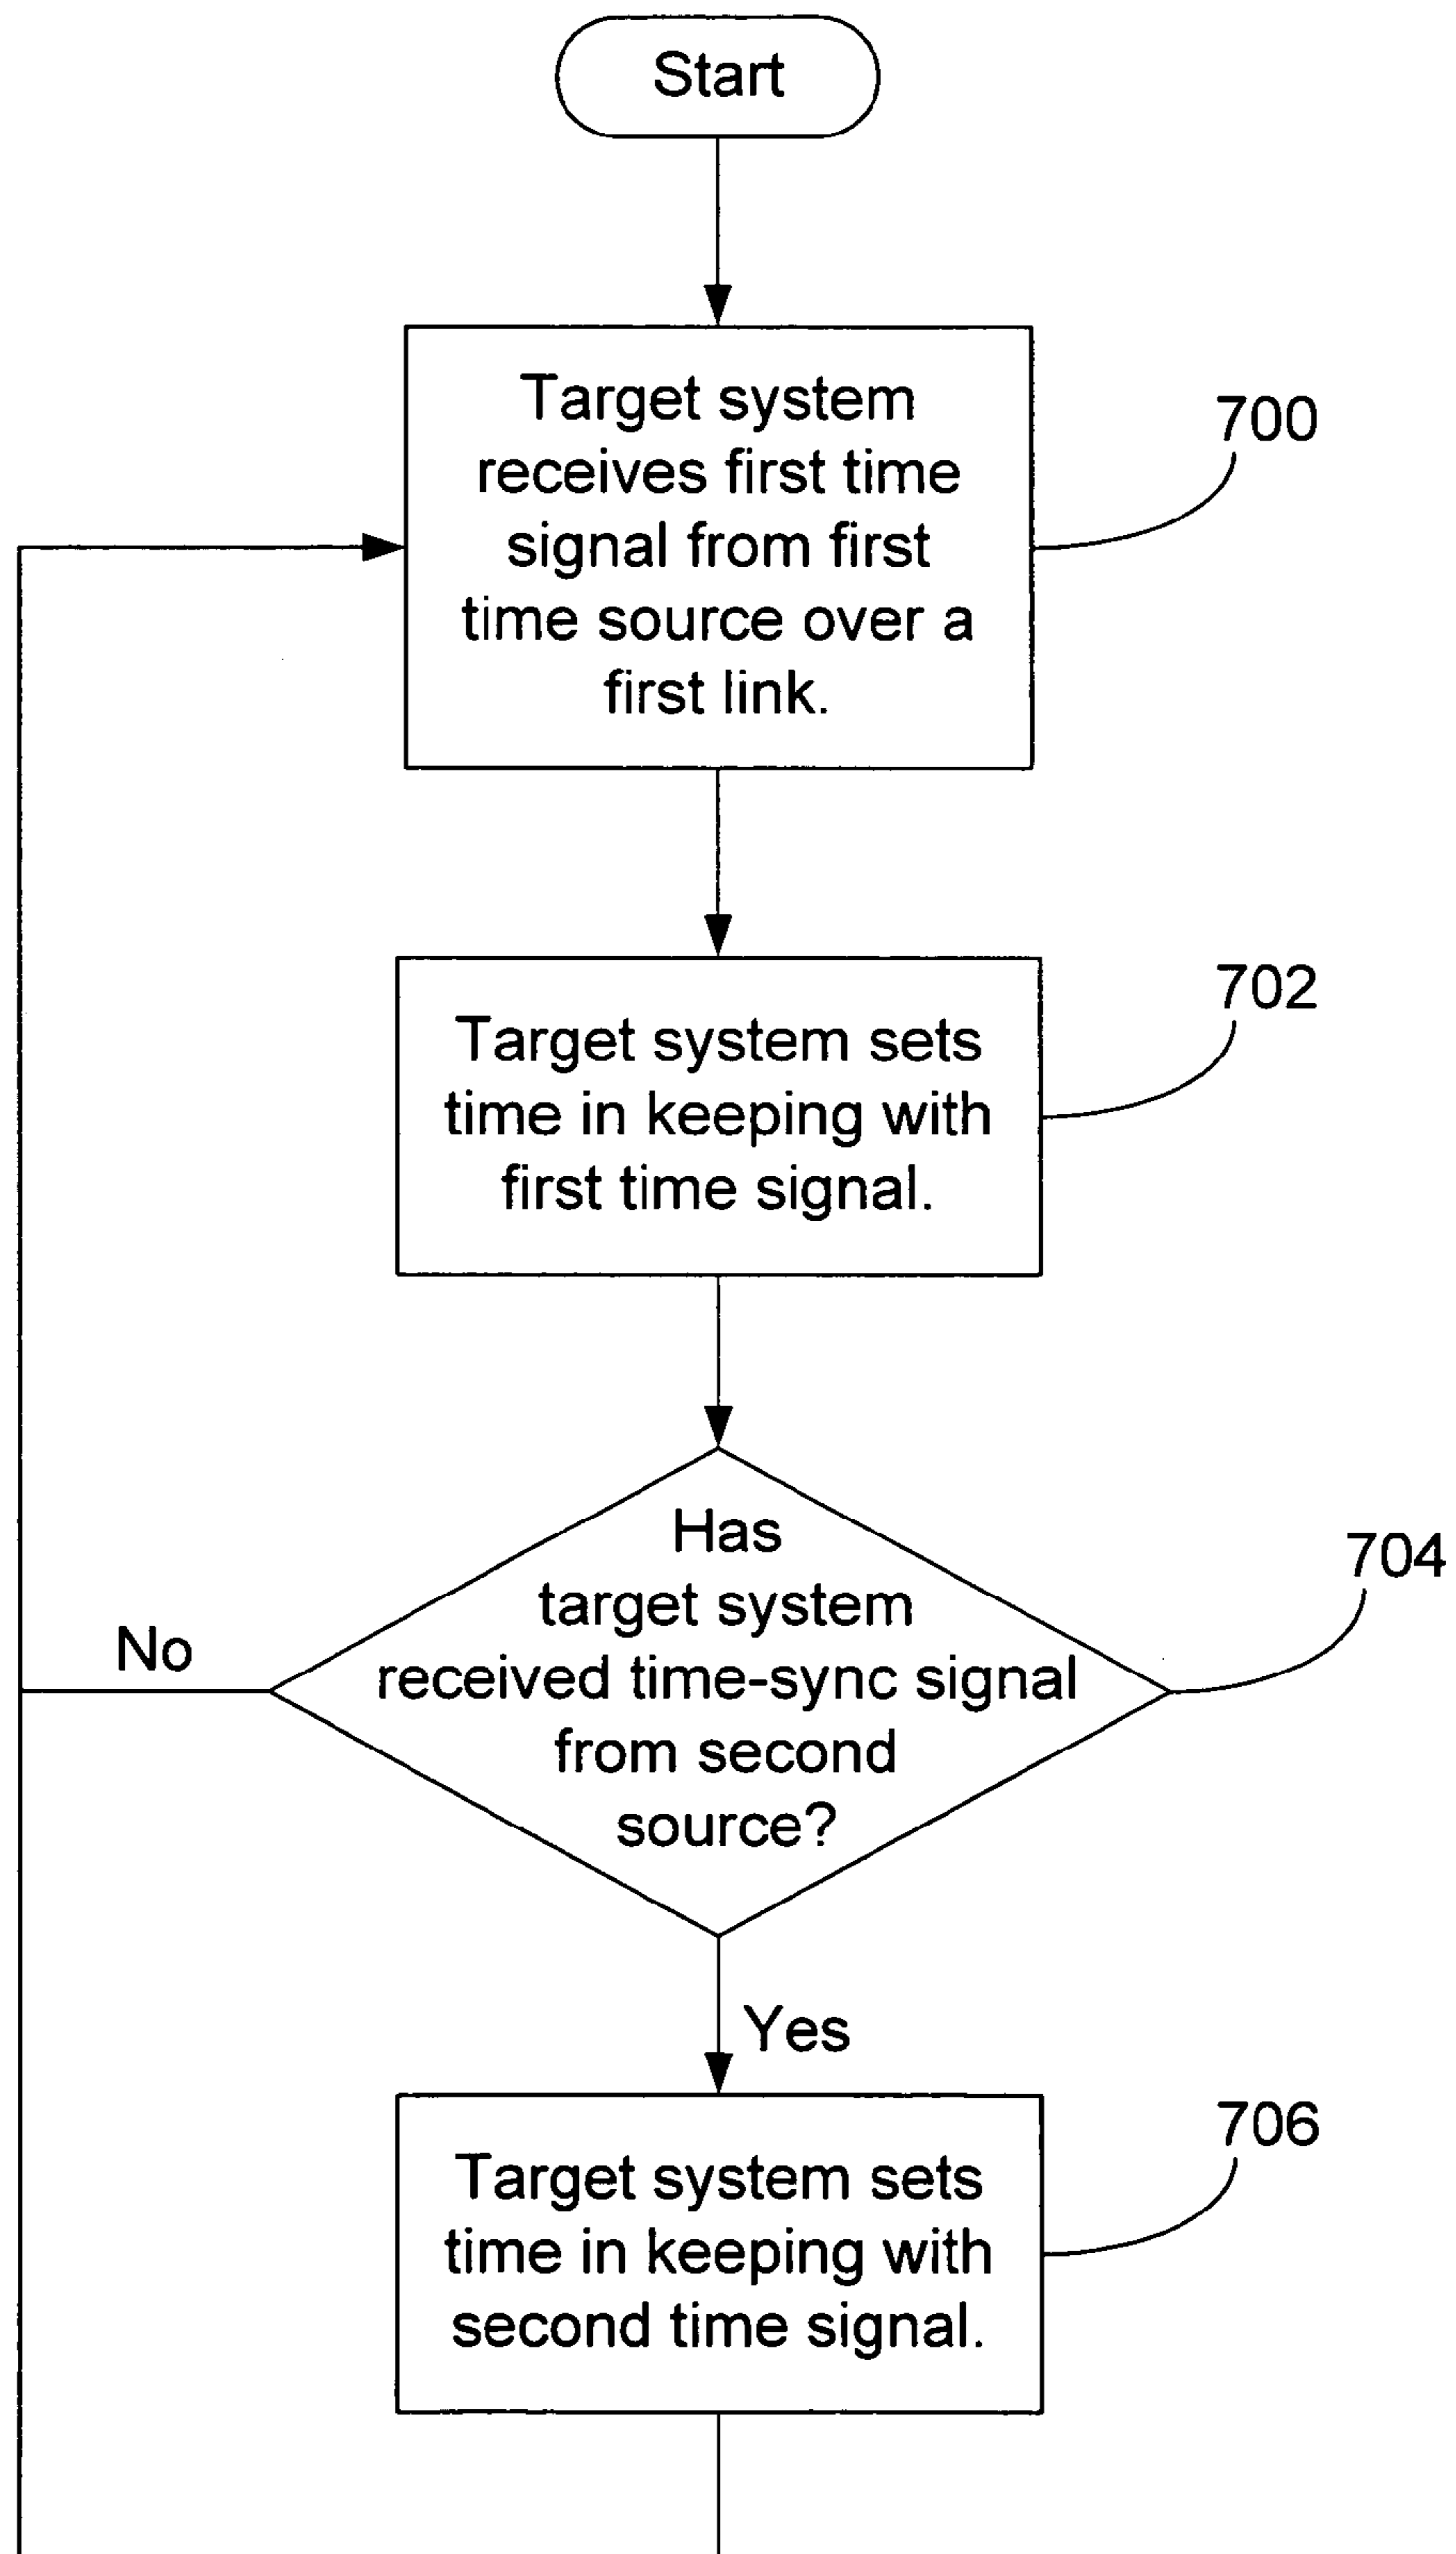 Start
Target system
receives first time
signal from first
time source over a
first link.
700
Target system sets
time in keeping with
first time signal.
702
Has
target system
received time-sync signal
from second
source?
704
No
Yes
Target system sets
time in keeping with
second time signal.
706